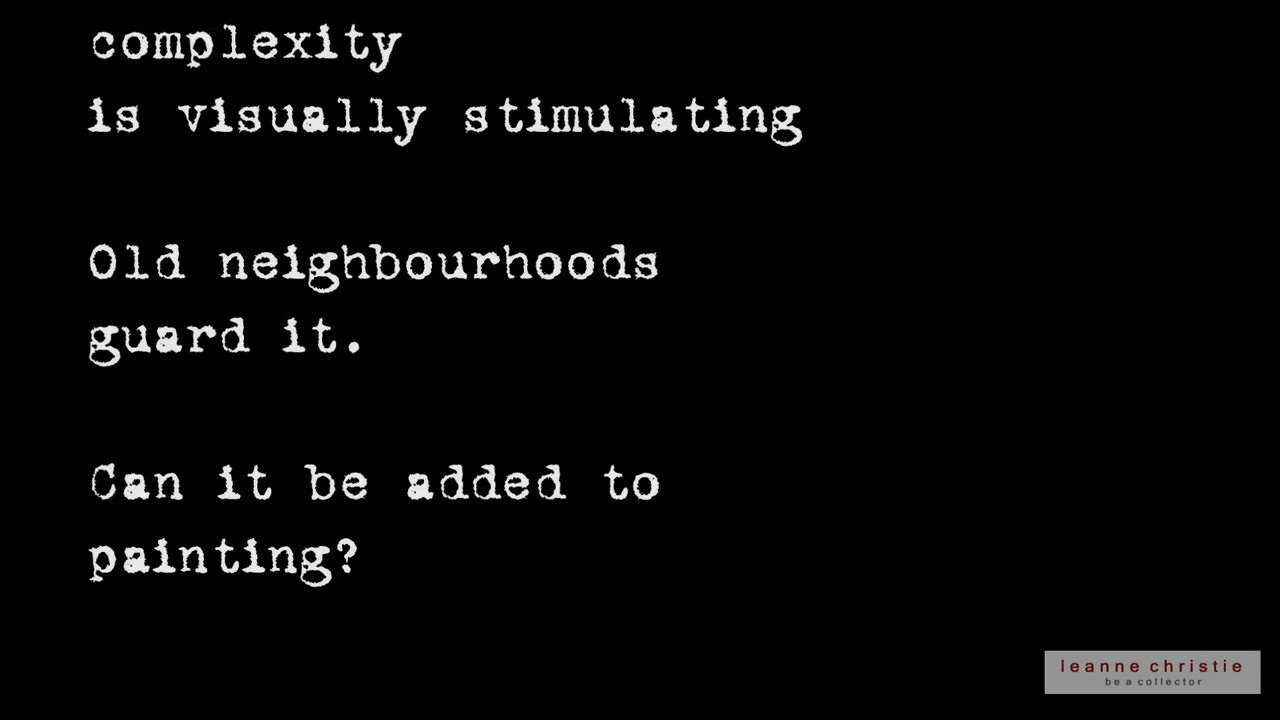 complexity
is visually stimulating
Old neighbourhoods
guard it.
Can it be added to
painting?
leanne christie
be a collector